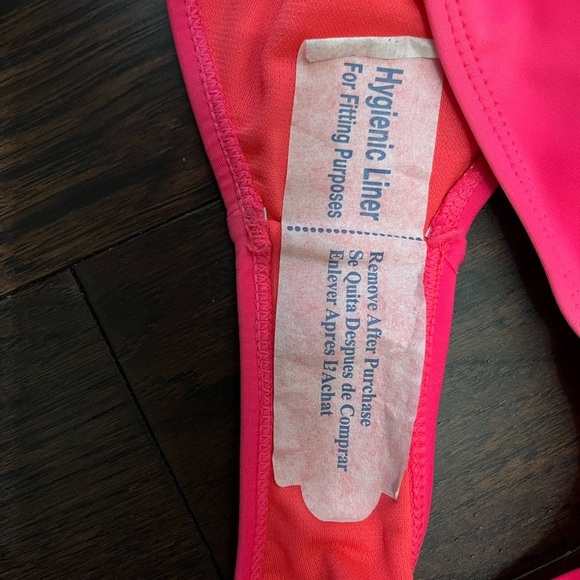 Hygienic Liner
For Fitting Purposes
Remove After Purchase
Se Quita Despues de Comprar
Enlever Apres L'Achat